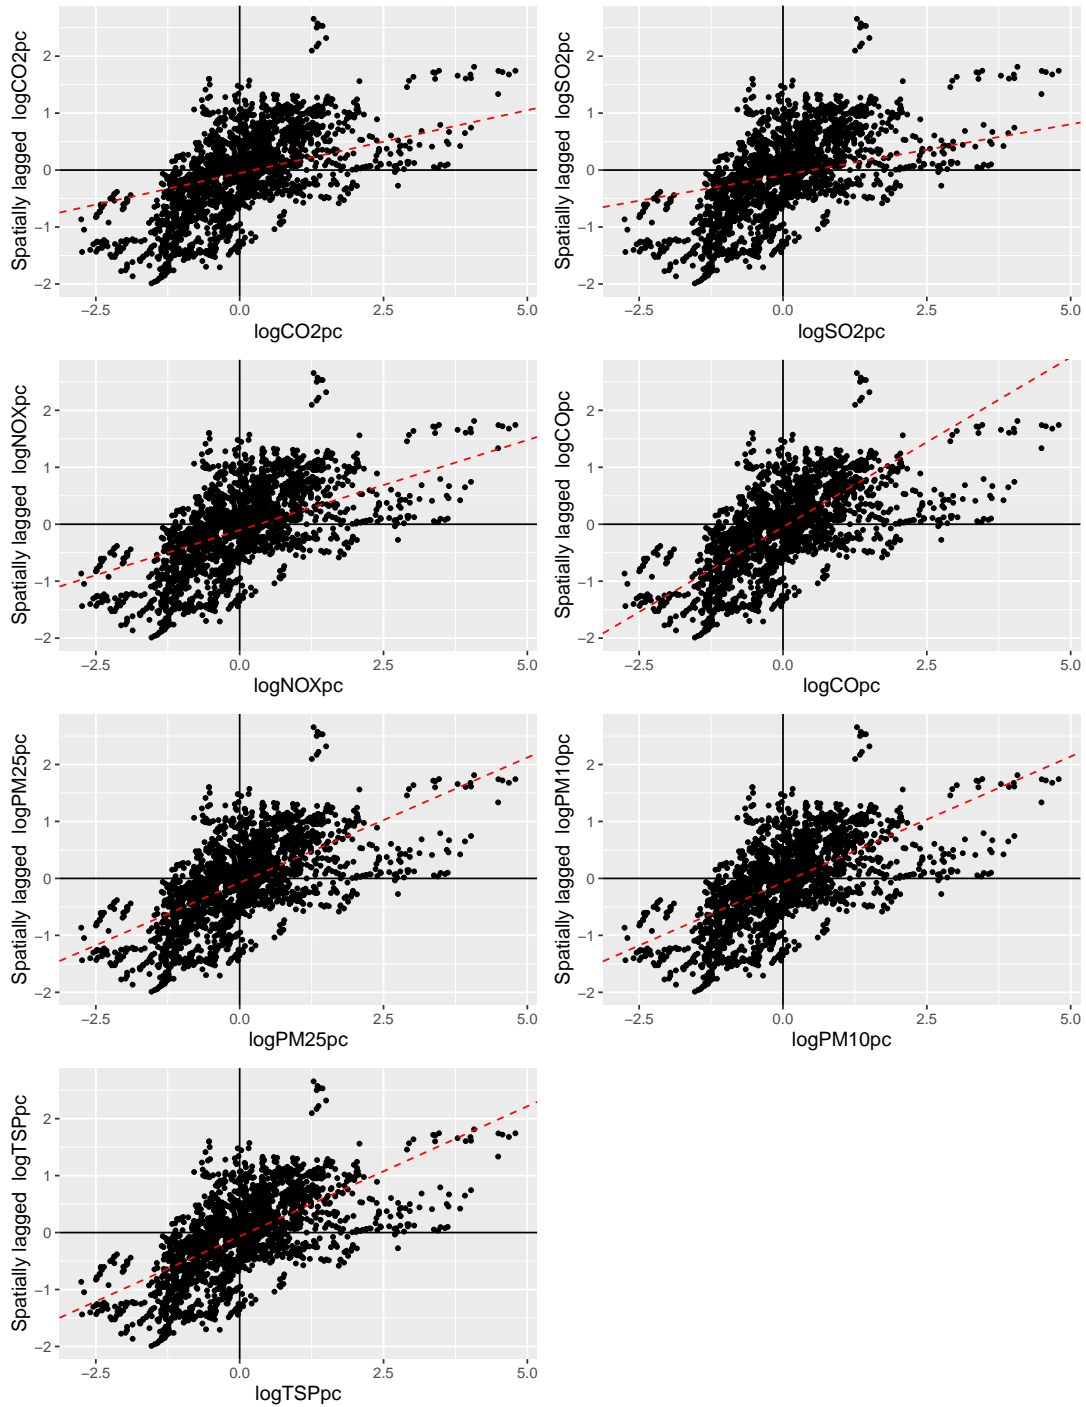 Spatially lagged logCO2pc
2
1
0
−1
−2
−2.5 0.0 2.5 5.0
logCO2pc
Spatially lagged logSO2pc
2
1
0
−1
−2
−2.5 0.0 2.5 5.0
logSO2pc
Spatially lagged logNOXpc
2
1
0
−1
−2
−2.5 0.0 2.5 5.0
logNOXpc
Spatially lagged logCOpc
2
1
0
−1
−2
−2.5 0.0 2.5 5.0
logCOpc
Spatially lagged logPM25pc
2
1
0
−1
−2
−2.5 0.0 2.5 5.0
logPM25pc
Spatially lagged logPM10pc
2
1
0
−1
−2
−2.5 0.0 2.5 5.0
logPM10pc
Spatially lagged logTSPpc
2
1
0
−1
−2
−2.5 0.0 2.5 5.0
logTSPpc